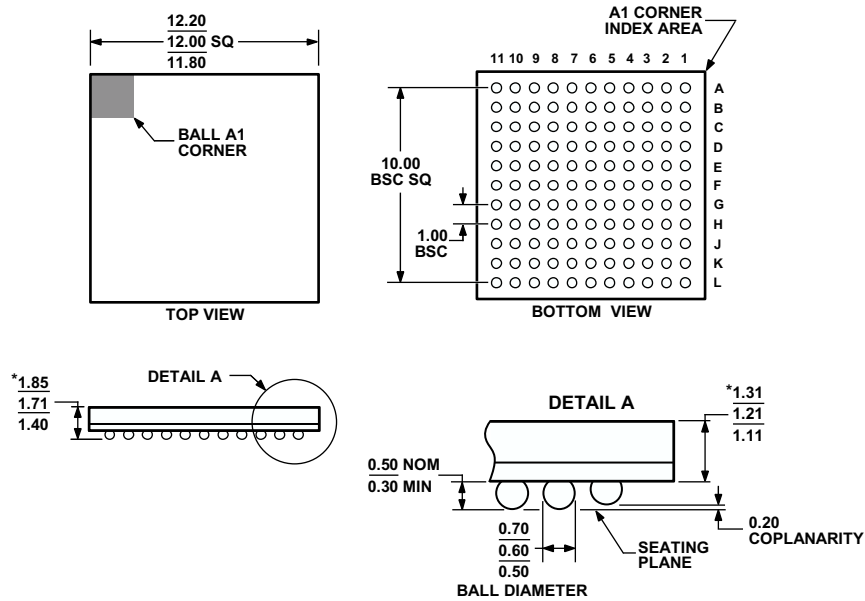 12.20
12.00 SQ
11.80
BALL A1
CORNER
TOP VIEW
A1 CORNER
INDEX AREA
11 10 9 8 7 6 5 4 3 2 1
A
B
C
D
E
F
G
H
J
K
L
10.00
BSC SQ
1.00
BSC
BOTTOM VIEW
*1.85
1.71
1.40
DETAIL A
DETAIL A
*1.31
1.21
1.11
0.50 NOM
0.30 MIN
0.70
0.60
0.50
BALL DIAMETER
SEATING
PLANE
0.20
COPLANARITY